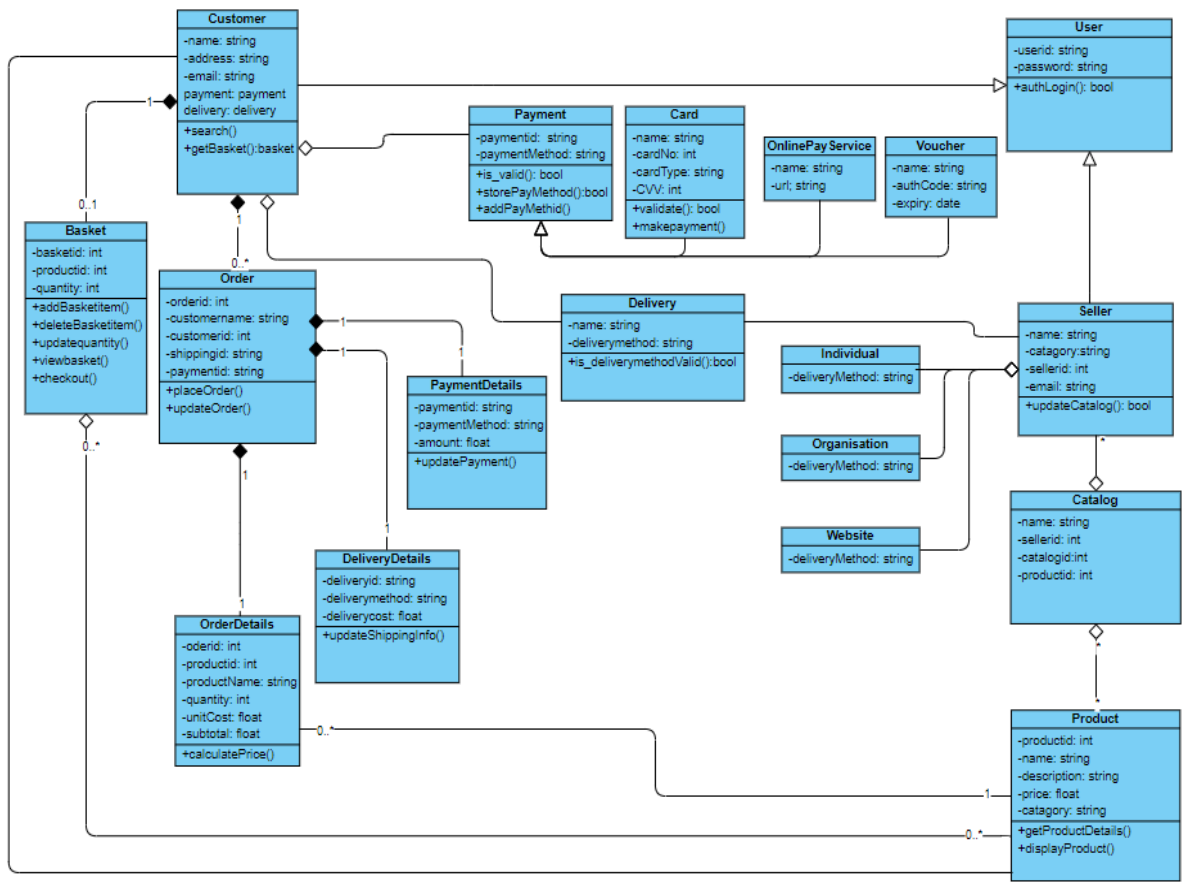 Customer
-name: string
-address: string
-email: string
payment: payment
delivery: delivery
+search()
+getBasket():basket
User
-userid: string
-password: string
+authLogin(): bool
Payment
-paymentid: string
-paymentMethod: string
+is_valid(): bool
+storePayMethod():bool
+addPayMethid()
Card
-name: string
-cardNo: int
-cardType: string
-CVV: int
+validate(): bool
+makepayment()
OnlinePayService
-name: string
-url; string
Voucher
-name: string
-authCode: string
-expiry: date
1
0..1
1
0..*
Basket
-basketid: int
-productid: int
-quantity: int
+addBasketitem()
+deleteBasketitem()
+updatequantity()
+viewbasket()
+checkout()
0..*
Order
-orderid: int
-customername: string
-customerid: int
-shippingid: string
-paymentid: string
+placeOrder()
+updateOrder()
1
1
1
1
1
1
Delivery
-name: string
-deliverymethod: string
+is_deliverymethodValid():bool
Seller
-name: string
-catagory:string
-sellerid: int
-email: string
+updateCatalog(): bool
Individual
-deliveryMethod: string
Organisation
-deliveryMethod: string
Website
-deliveryMethod: string
PaymentDetails
-paymentid: string
-paymentMethod: string
-amount: float
+updatePayment()
*
Catalog
-name: string
-sellerid: int
-catalogid:int
-productid: int
*
*
DeliveryDetails
-deliveryid: string
-deliverymethod: string
-deliverycost: float
+updateShippingInfo()
OrderDetails
-oderid: int
-productid: int
-productName: string
-quantity: int
-unitCost: float
-subtotal: float
+calculatePrice()
0..*
1
0..*
Product
-productid: int
-name: string
-description: string
-price: float
-catagory: string
+getProductDetails()
+displayProduct()